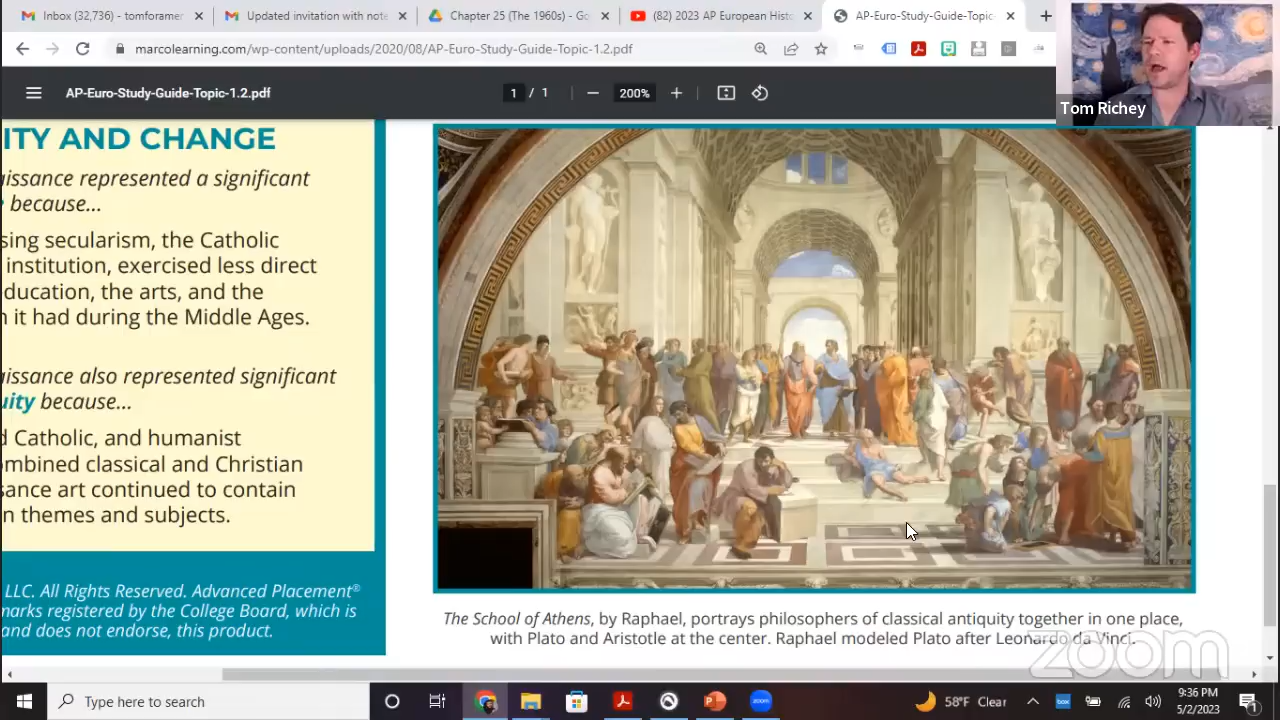 Inbox (32,736) - tomforamer
Updated invitation with note
Chapter 25 (The 1960s) - Go
(82) 2023 AP European Histo
AP-Euro-Study-Guide-Topic-
marcolearning.com/wp-content/uploads/2020/08/AP-Euro-Study-Guide-Topic-1.2.pdf
AP-Euro-Study-Guide-Topic-1.2.pdf
1 / 1
200%
Tom Richey
ITY AND CHANGE
aissance represented a significant
because...
sing secularism, the Catholic
institution, exercised less direct
ducation, the arts, and the
n it had during the Middle Ages.
aissance also represented significant
uity because...
d Catholic, and humanist
ombined classical and Christian
sance art continued to contain
n themes and subjects.
LLC. All Rights Reserved. Advanced Placement®
marks registered by the College Board, which is
and does not endorse, this product.
The School of Athens, by Raphael, portrays philosophers of classical antiquity together in one place,
with Plato and Aristotle at the center. Raphael modeled Plato after Leonardo da Vinci.
zoom
Type here to search
zoom
58°F Clear
box
9:36 PM
5/2/2023
1